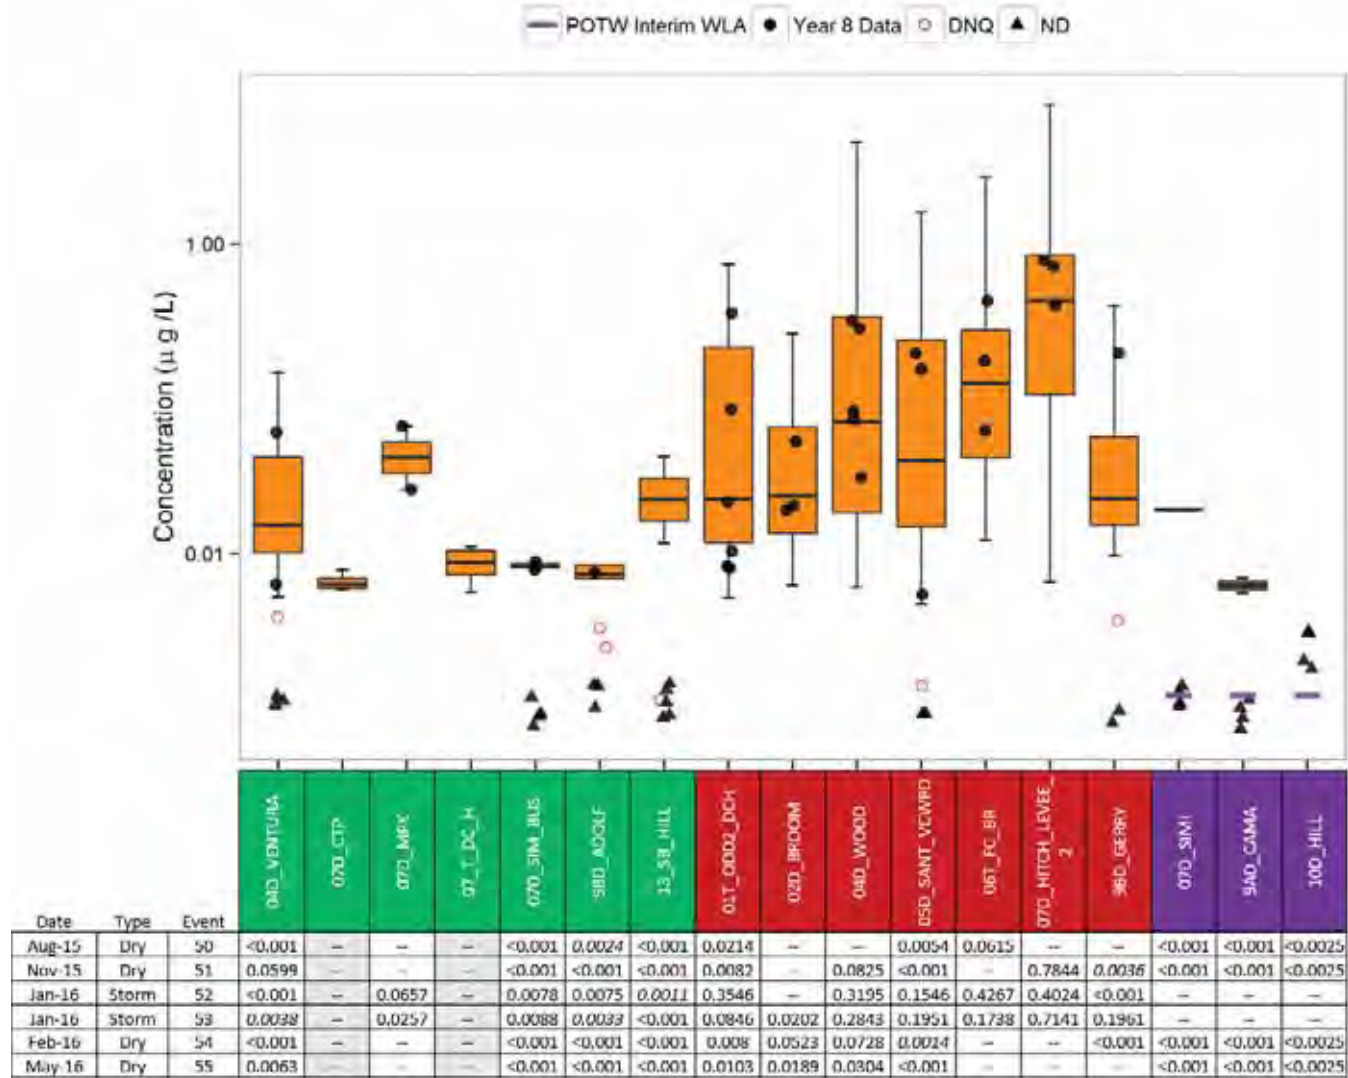 POTW Interim WLA Year 8 Data DNQ ND
Concentration (µ g /L)
1.00
0.01
04D_VENTURA
07D_CTP
07D_MPK
07T_DC_H
07D_SIM_BUS
9BD_ADOLF
13_SB_HILL
01T_ODD2_DCH
02D_BROOM
04D_WOOD
05D_SANT_VCWPD
06T_FC_BR
07D_HITCH_LEVEE_
2
9BD_GERRY
07D_SIMI
9AD_CAMA
10D_HILL
Date Type Event
Aug-15 Dry 50 <0.001 -- -- -- <0.001 0.0024 <0.001 0.0214 -- -- 0.0054 0.0615 -- -- <0.001 <0.001 <0.0025
Nov-15 Dry 51 0.0599 -- -- -- <0.001 <0.001 <0.001 0.0082 -- 0.0825 <0.001 -- 0.7844 0.0036 <0.001 <0.001 <0.0025
Jan-16 Storm 52 <0.001 -- 0.0657 -- 0.0078 0.0075 0.0011 0.3546 -- 0.3195 0.1546 0.4267 0.4024 <0.001 -- -- --
Jan-16 Storm 53 0.0038 -- 0.0257 -- 0.0088 0.0033 <0.001 0.0846 0.0202 0.2843 0.1951 0.1738 0.7141 0.1961 -- -- --
Feb-16 Dry 54 <0.001 -- -- -- <0.001 <0.001 <0.001 0.008 0.0523 0.0728 0.0014 -- -- <0.001 <0.001 <0.001 <0.0025
May-16 Dry 55 0.0063 -- -- -- <0.001 <0.001 <0.001 0.0103 0.0189 0.0304 <0.001 -- -- -- <0.001 <0.001 <0.0025